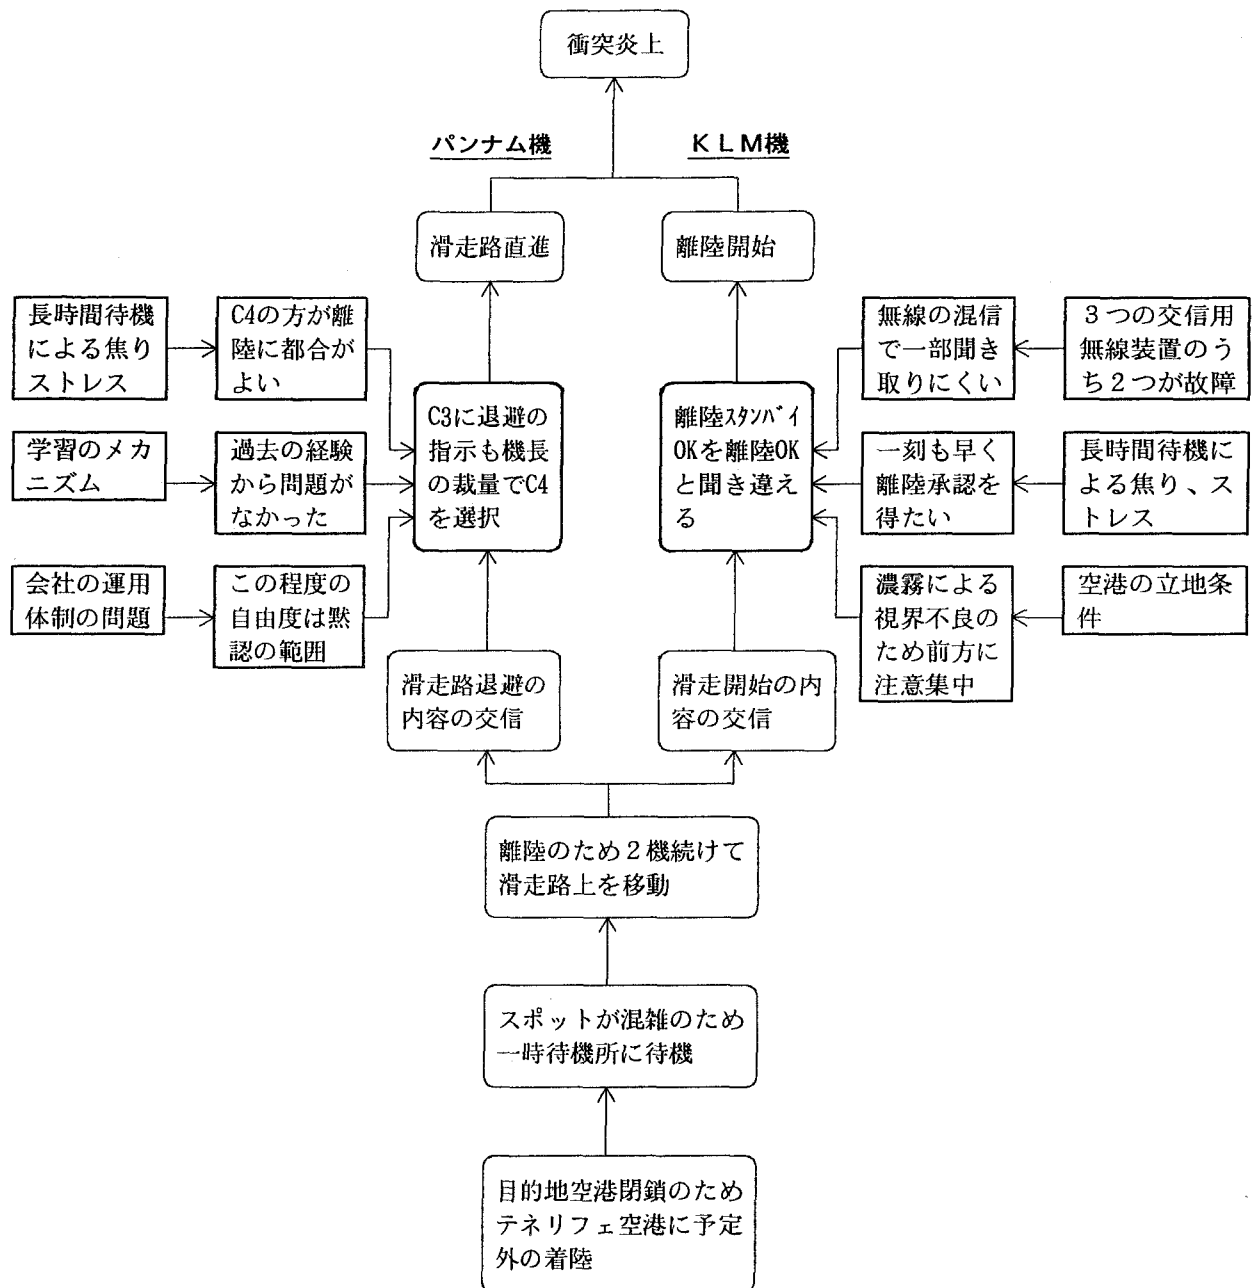 衝突炎上
パンナム機
KLM機
滑走路直進
離陸開始
長時間待機
による焦り
ストレス
C4の方が離
陸に都合が
よい
無線の混信
で一部聞き
取りにくい
3つの交信用
無線装置のう
ち2つが故障
C3に退避の
指示も機長
の裁量でC4
を選択
離陸スタンバイ
OKを離陸OK
と聞き違え
る
学習のメカ
ニズム
過去の経験
から問題が
なかった
一刻も早く
離陸承認を
得たい
長時間待機に
よる焦り、ス
トレス
会社の運用
体制の問題
この程度の
自由度は黙
認の範囲
濃霧による
視界不良の
ため前方に
注意集中
空港の立地条
件
滑走路退避の
内容の交信
滑走開始の内
容の交信
離陸のため2機続けて
滑走路上を移動
スポットが混雑のため
一時待機所に待機
目的地空港閉鎖のため
テネリフェ空港に予定
外の着陸